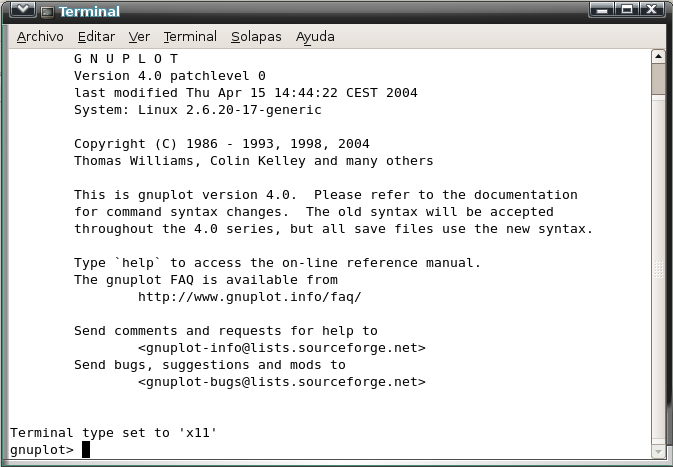 Terminal
Archivo Editar Ver Terminal Solapas Ayuda
G N U P L O T
Version 4.0 patchlevel 0
last modified Thu Apr 15 14:44:22 CEST 2004
System: Linux 2.6.20-17-generic
Copyright (C) 1986 - 1993, 1998, 2004
Thomas Williams, Colin Kelley and many others
This is gnuplot version 4.0.  Please refer to the documentation
for command syntax changes.  The old syntax will be accepted
throughout the 4.0 series, but all save files use the new syntax.
Type `help` to access the on-line reference manual.
The gnuplot FAQ is available from
http://www.gnuplot.info/faq/
Send comments and requests for help to
<gnuplot-info@lists.sourceforge.net>
Send bugs, suggestions and mods to
<gnuplot-bugs@lists.sourceforge.net>
Terminal type set to 'x11'
gnuplot>